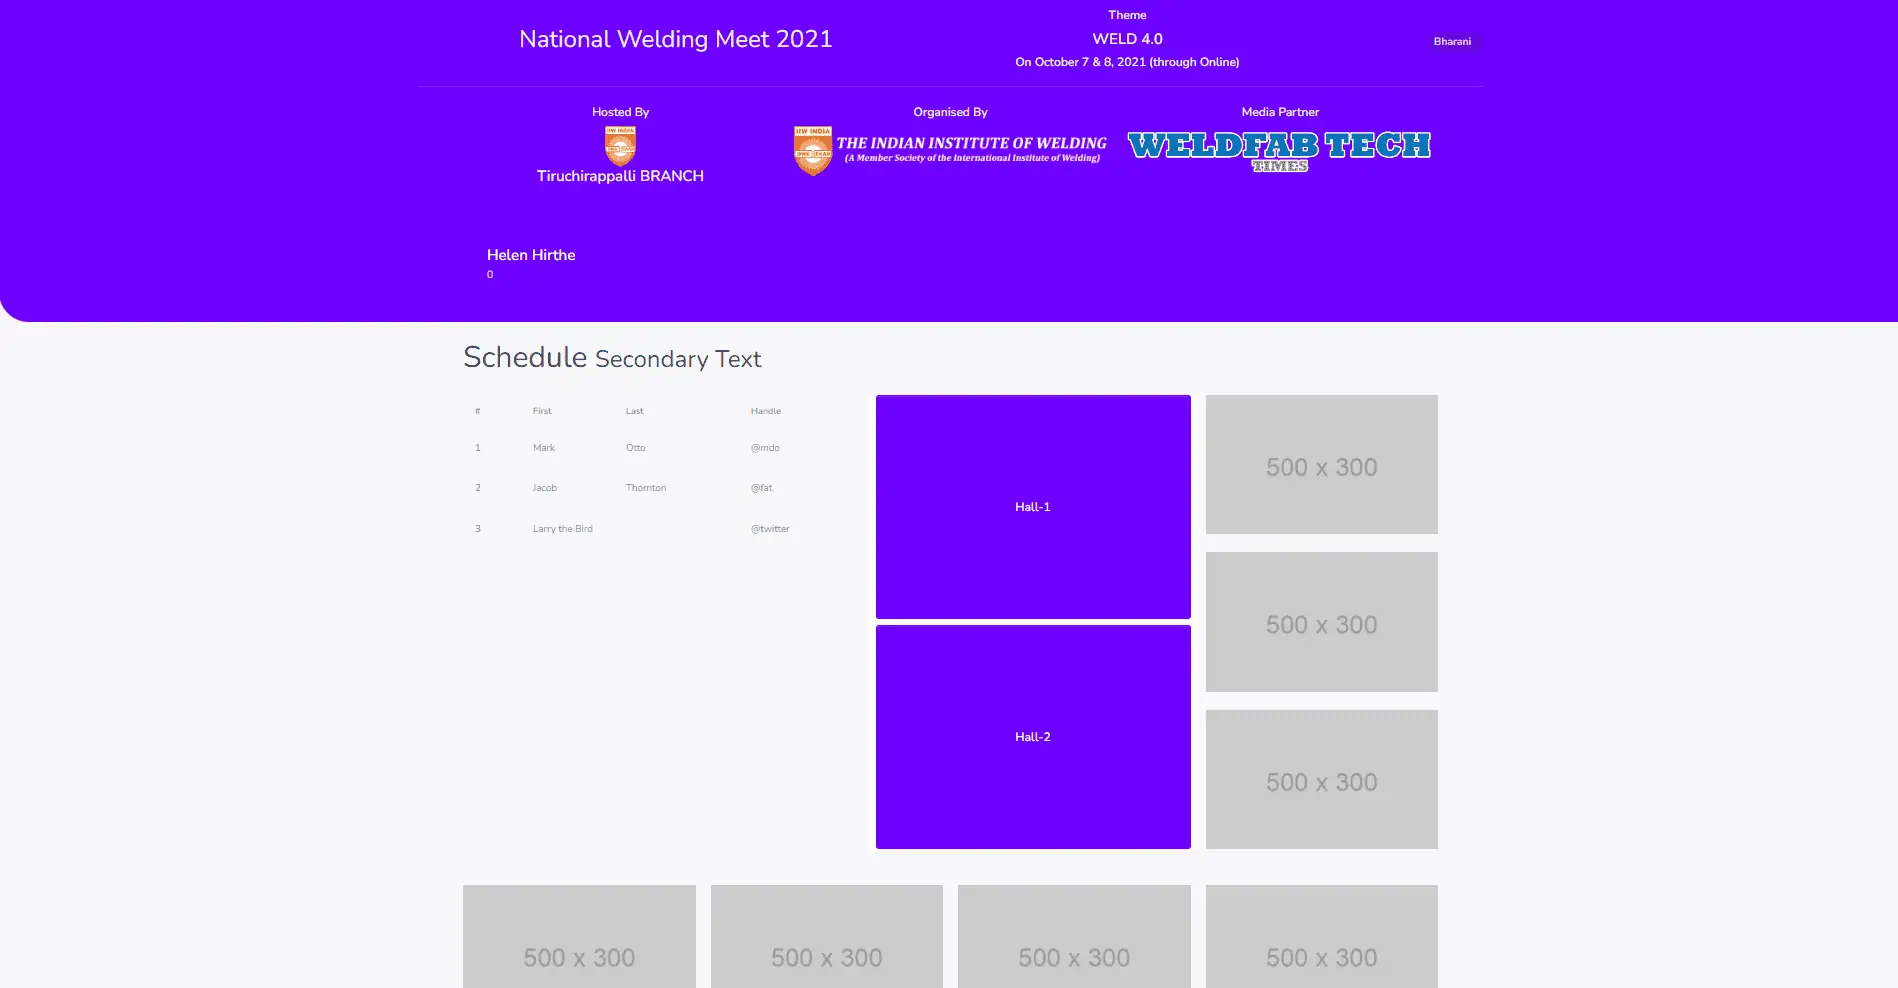 National Welding Meet 2021
Theme
WELD 4.0
On October 7 & 8, 2021 (through Online)
Bharani
Hosted By
IIW INDIA
Tiruchirappalli BRANCH
Organised By
IIW INDIA
THE INDIAN INSTITUTE OF WELDING
(A Member Society of the International Institute of Welding)
Media Partner
WELDFAB TECH
TIMES
Helen Hirthe
0
Schedule Secondary Text
# First Last Handle
1 Mark Otto @mdo
2 Jacob Thornton @fat
3 Larry the Bird @twitter
Hall-1
Hall-2
500 x 300
500 x 300
500 x 300
500 x 300 500 x 300 500 x 300 500 x 300